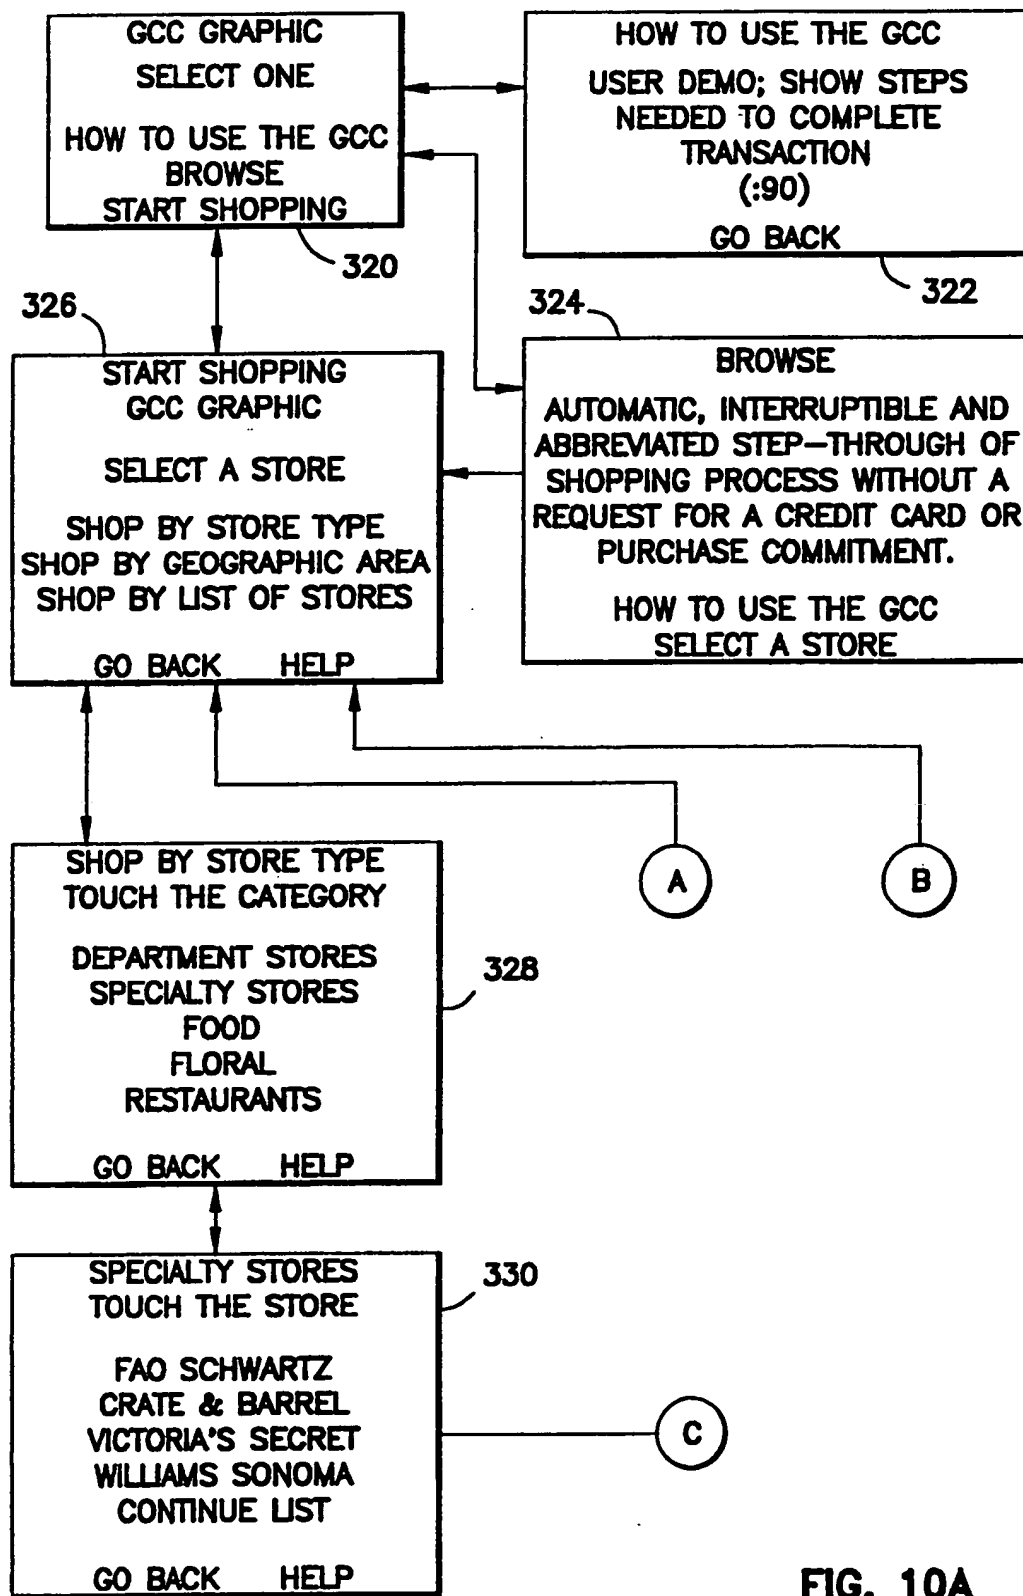 GCC GRAPHIC
SELECT ONE
HOW TO USE THE GCC
BROWSE
START SHOPPING
320
HOW TO USE THE GCC
USER DEMO; SHOW STEPS
NEEDED TO COMPLETE
TRANSACTION
(:90)
GO BACK
322
326
START SHOPPING
GCC GRAPHIC
SELECT A STORE
SHOP BY STORE TYPE
SHOP BY GEOGRAPHIC AREA
SHOP BY LIST OF STORES
GO BACK HELP
324
BROWSE
AUTOMATIC, INTERRUPTIBLE AND
ABBREVIATED STEP-THROUGH OF
SHOPPING PROCESS WITHOUT A
REQUEST FOR A CREDIT CARD OR
PURCHASE COMMITMENT.
HOW TO USE THE GCC
SELECT A STORE
A
B
SHOP BY STORE TYPE
TOUCH THE CATEGORY
DEPARTMENT STORES
SPECIALTY STORES
FOOD
FLORAL
RESTAURANTS
GO BACK HELP
328
SPECIALTY STORES
TOUCH THE STORE
FAO SCHWARTZ
CRATE & BARREL
VICTORIA'S SECRET
WILLIAMS SONOMA
CONTINUE LIST
GO BACK HELP
330
C
FIG. 10A